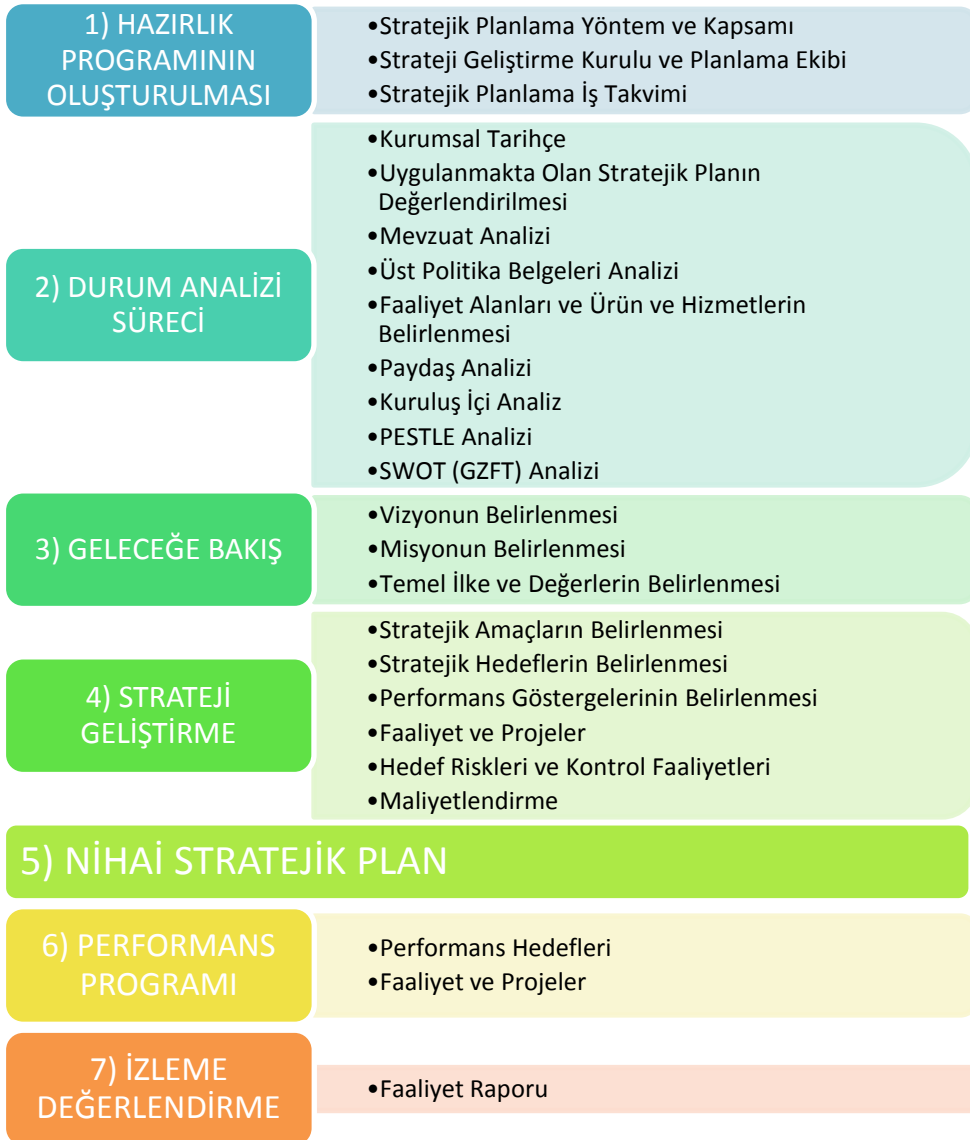 1) HAZIRLIK
PROGRAMININ
OLUŞTURULMASI
•Stratejik Planlama Yöntem ve Kapsamı
•Strateji Geliştirme Kurulu ve Planlama Ekibi
•Stratejik Planlama İş Takvimi
2) DURUM ANALİZİ
SÜRECİ
•Kurumsal Tarihçe
•Uygulanmakta Olan Stratejik Planın
Değerlendirilmesi
•Mevzuat Analizi
•Üst Politika Belgeleri Analizi
•Faaliyet Alanları ve Ürün ve Hizmetlerin
Belirlenmesi
•Paydaş Analizi
•Kuruluş İçi Analiz
•PESTLE Analizi
•SWOT (GZFT) Analizi
3) GELECEĞE BAKIŞ
•Vizyonun Belirlenmesi
•Misyonun Belirlenmesi
•Temel İlke ve Değerlerin Belirlenmesi
4) STRATEJİ
GELİŞTİRME
•Stratejik Amaçların Belirlenmesi
•Stratejik Hedeflerin Belirlenmesi
•Performans Göstergelerinin Belirlenmesi
•Faaliyet ve Projeler
•Hedef Riskleri ve Kontrol Faaliyetleri
•Maliyetlendirme
5) NİHAİ STRATEJİK PLAN
6) PERFORMANS
PROGRAMI
•Performans Hedefleri
•Faaliyet ve Projeler
7) İZLEME
DEĞERLENDİRME
•Faaliyet Raporu